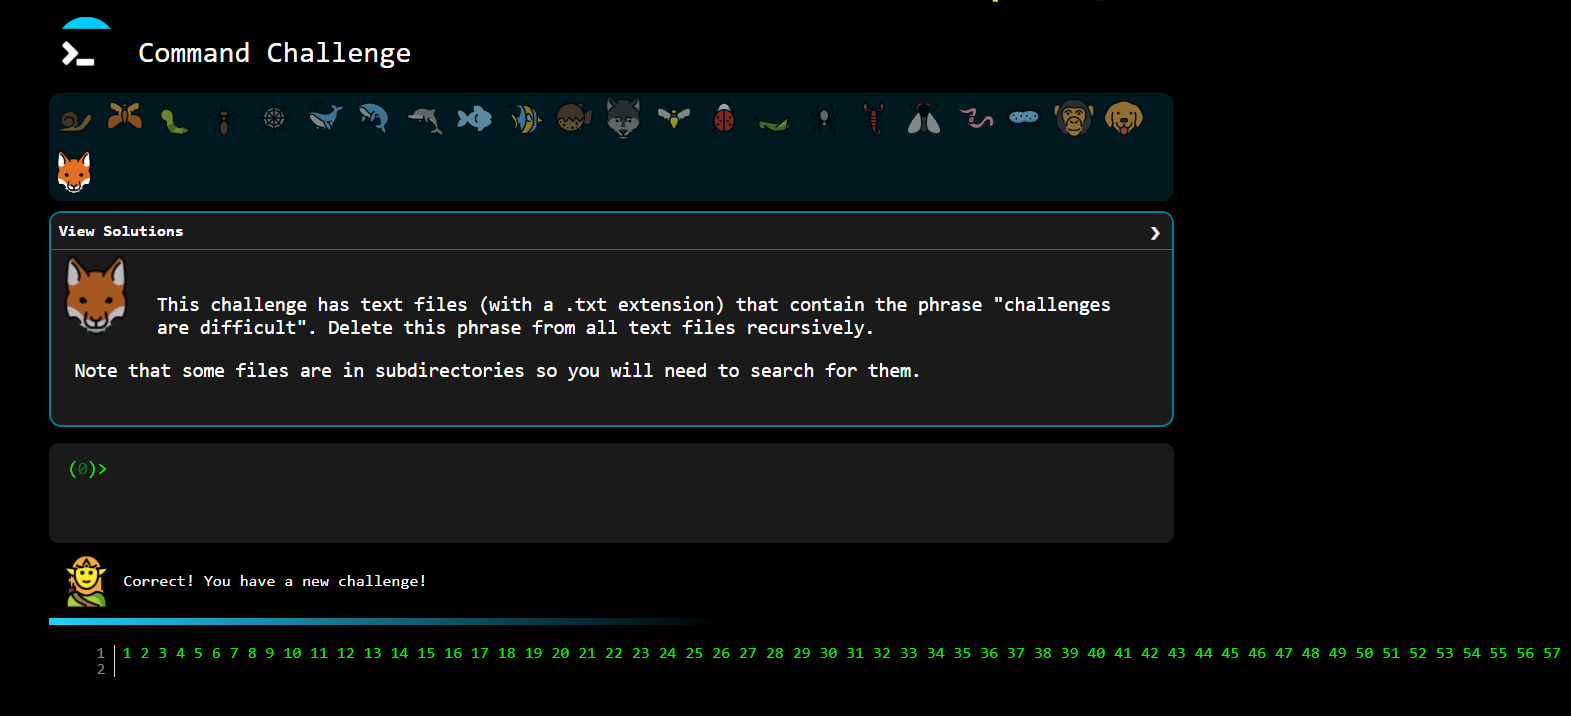 Command Challenge
View Solutions
This challenge has text files (with a .txt extension) that contain the phrase "challenges
are difficult". Delete this phrase from all text files recursively.
Note that some files are in subdirectories so you will need to search for them.
(0)>
Correct! You have a new challenge!
1 1 2 3 4 5 6 7 8 9 10 11 12 13 14 15 16 17 18 19 20 21 22 23 24 25 26 27 28 29 30 31 32 33 34 35 36 37 38 39 40 41 42 43 44 45 46 47 48 49 50 51 52 53 54 55 56 57
2